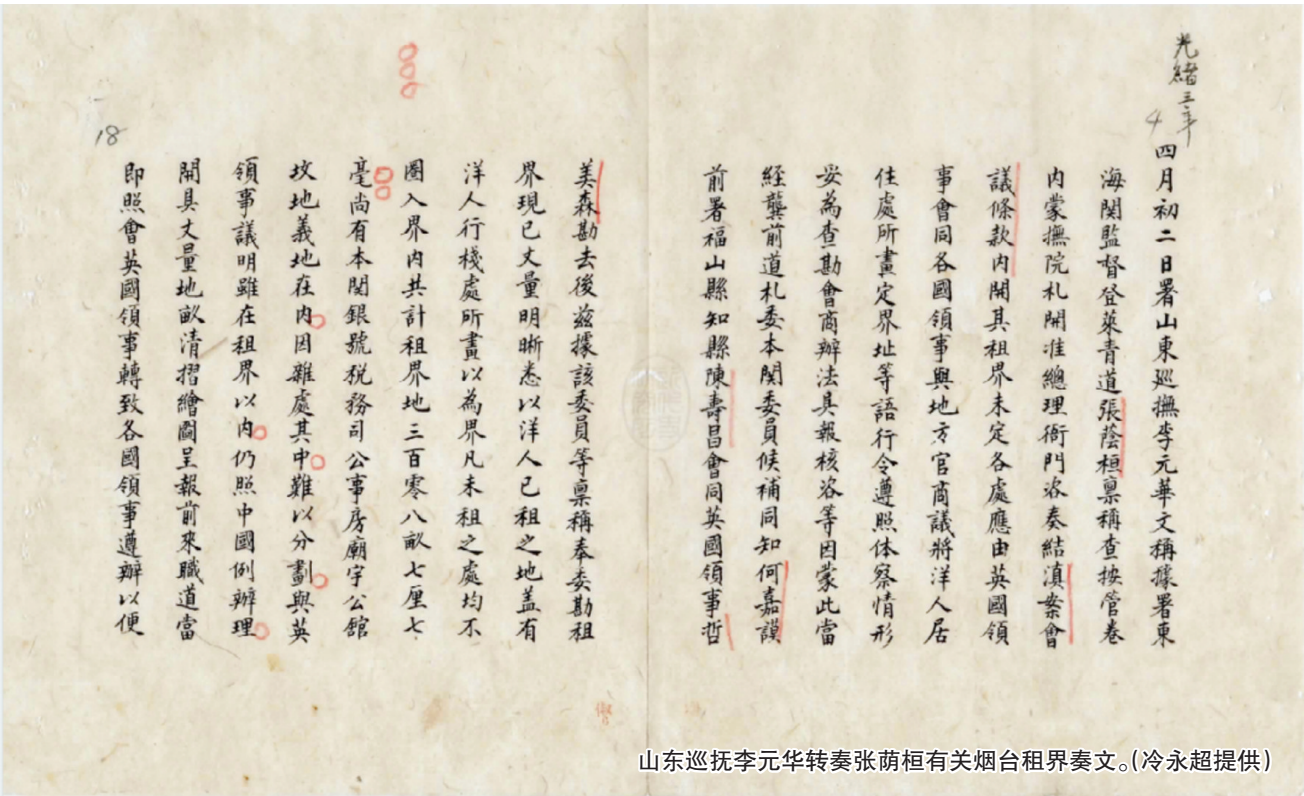 光緒三年
4
四月初二日署山東巡撫李元華文稱據署東
海関監督登萊青道張蔭桓禀稱查按管卷
内蒙撫院札開准總理衙門咨奏結滇案會
議條款内開其租界未定各處應由英國領
事會同各國領事與地方官商議將洋人居
住處所畫定界址等語行令遵照体察情形
妥為查勘會商辦法具報核咨等因蒙此當
經龔前道札委本関委員候補同知何嘉謨
前署福山縣知縣陳壽昌會同英國領事哲
美森勘去後兹據該委員等禀稱奉委勘租
界現已丈量明晰悉以洋人已租之地盖有
洋人行棧處所畫以為界凡未租之處均不
圈入界内共計租界地三百零八畝七厘七
毫尚有本関銀號税務司公事房廟宇公館
坟地義地在内因雜處其中難以分劃與英
領事議明雖在租界以内仍照中國例辦理
開具丈量地畝清摺繪圖呈報前來職道當
即照會英國領事轉致各國領事遵辦以便
18
山东巡抚李元华转奏张荫桓有关烟台租界奏文。(冷永超提供)